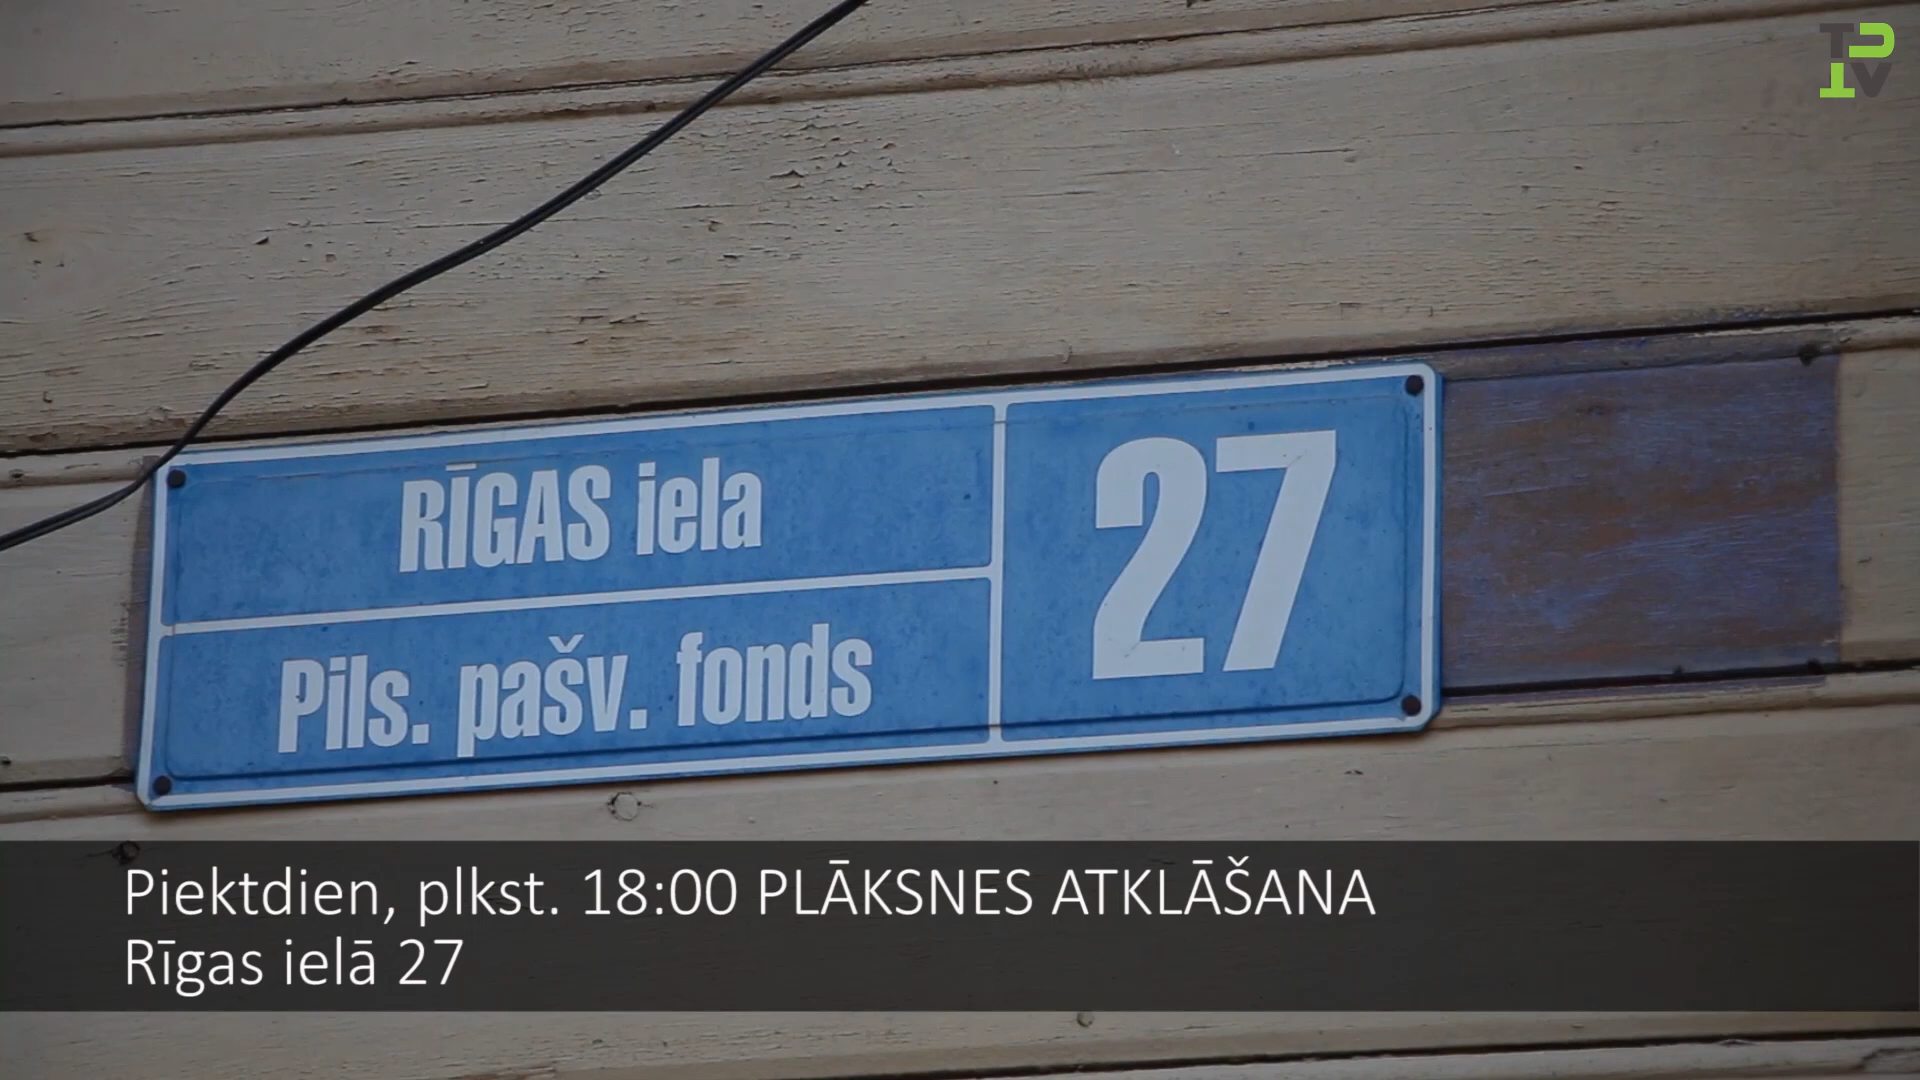 RĪGAS iela
Pils. pašv. fonds
27
Piektdien, plkst. 18:00 PLĀKSNES ATKLĀŠANA
Rīgas ielā 27